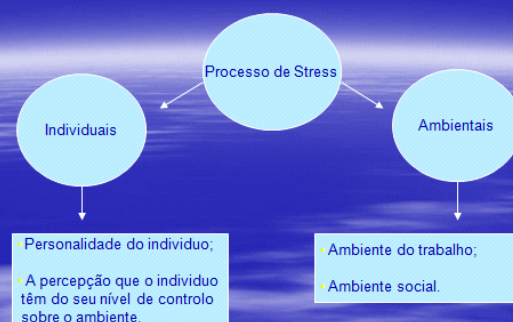 Processo de Stress
Individuais
Ambientais
Personalidade do individuo;
A percepção que o individuo
têm do seu nível de controlo
sobre o ambiente.
Ambiente do trabalho;
Ambiente social.